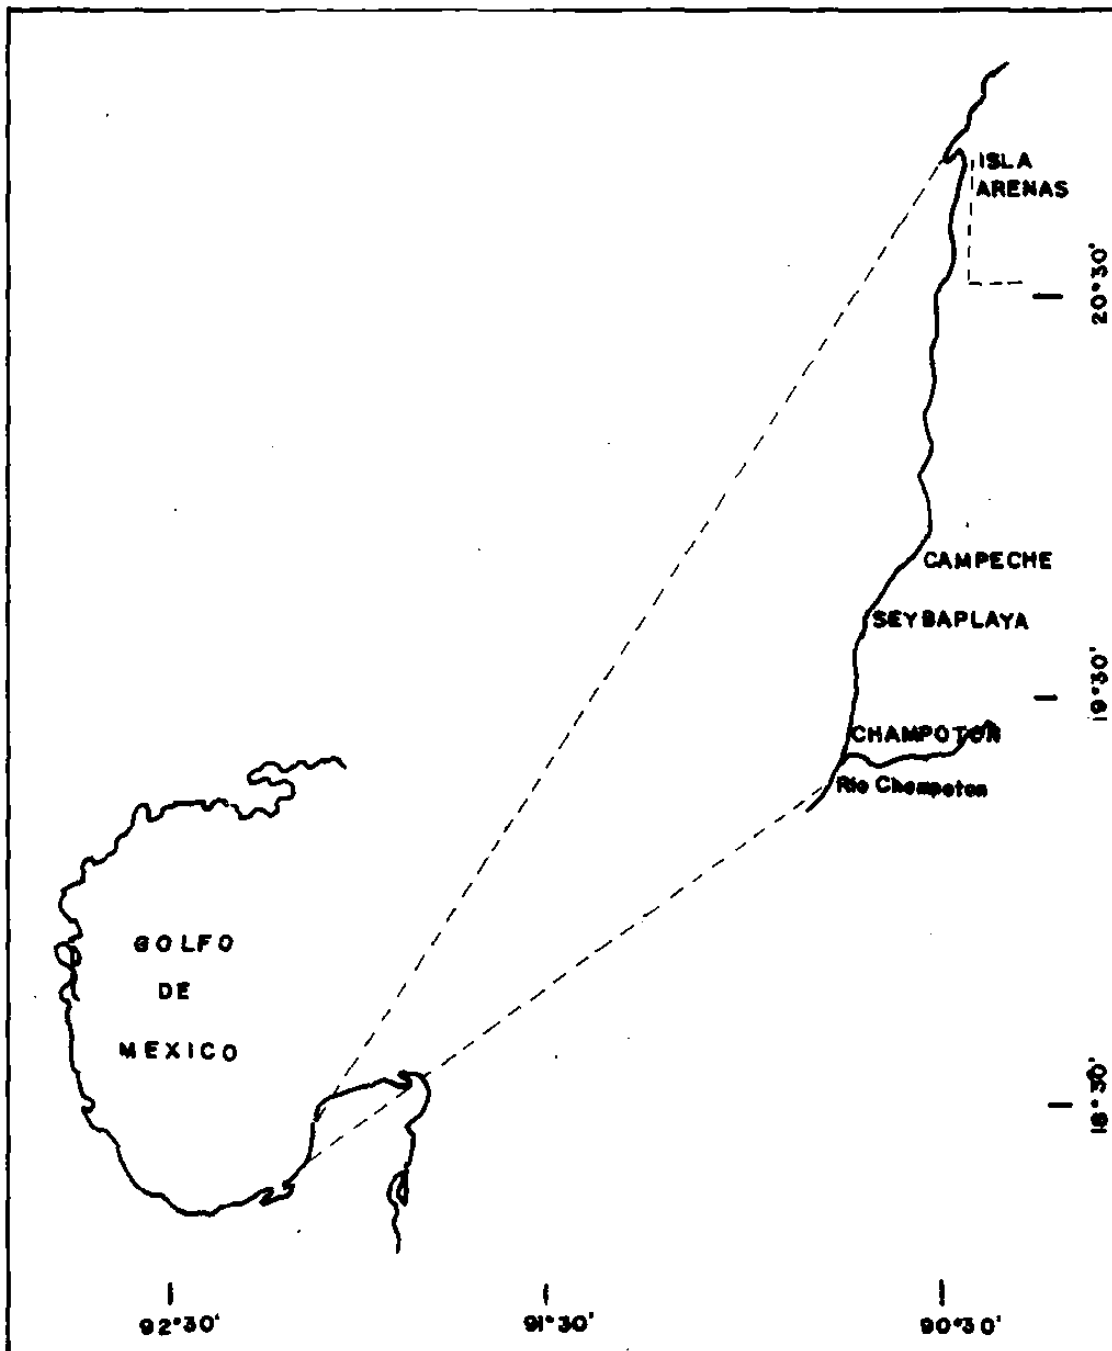 ISLA
ARENAS
20°30'
CAMPECHE
SEYBAPLAYA
19°30'
CHAMPOTON
Río Champoton
GOLFO
DE
MEXICO
18°30'
92°30'
91°30'
90°30'